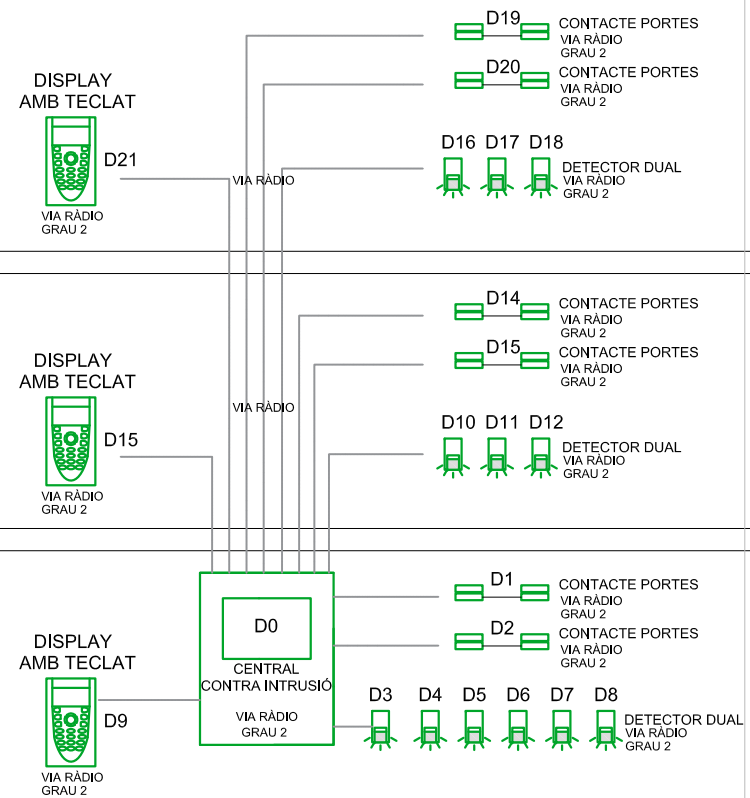 D19
CONTACTE PORTES
VIA RÀDIO
GRAU 2
D20
CONTACTE PORTES
VIA RÀDIO
GRAU 2
DISPLAY
AMB TECLAT
D21
VIA RÀDIO
GRAU 2
VIA RÀDIO
D16 D17 D18
DETECTOR DUAL
VIA RÀDIO
GRAU 2
D14
CONTACTE PORTES
VIA RÀDIO
GRAU 2
D15
CONTACTE PORTES
VIA RÀDIO
GRAU 2
DISPLAY
AMB TECLAT
D15
VIA RÀDIO
GRAU 2
VIA RÀDIO
D10 D11 D12
DETECTOR DUAL
VIA RÀDIO
GRAU 2
D1
CONTACTE PORTES
VIA RÀDIO
GRAU 2
D2
CONTACTE PORTES
VIA RÀDIO
GRAU 2
DISPLAY
AMB TECLAT
D9
VIA RÀDIO
GRAU 2
D0
CENTRAL
CONTRA INTRUSIÓ
VIA RÀDIO
GRAU 2
D3 D4 D5 D6 D7 D8
DETECTOR DUAL
VIA RÀDIO
GRAU 2